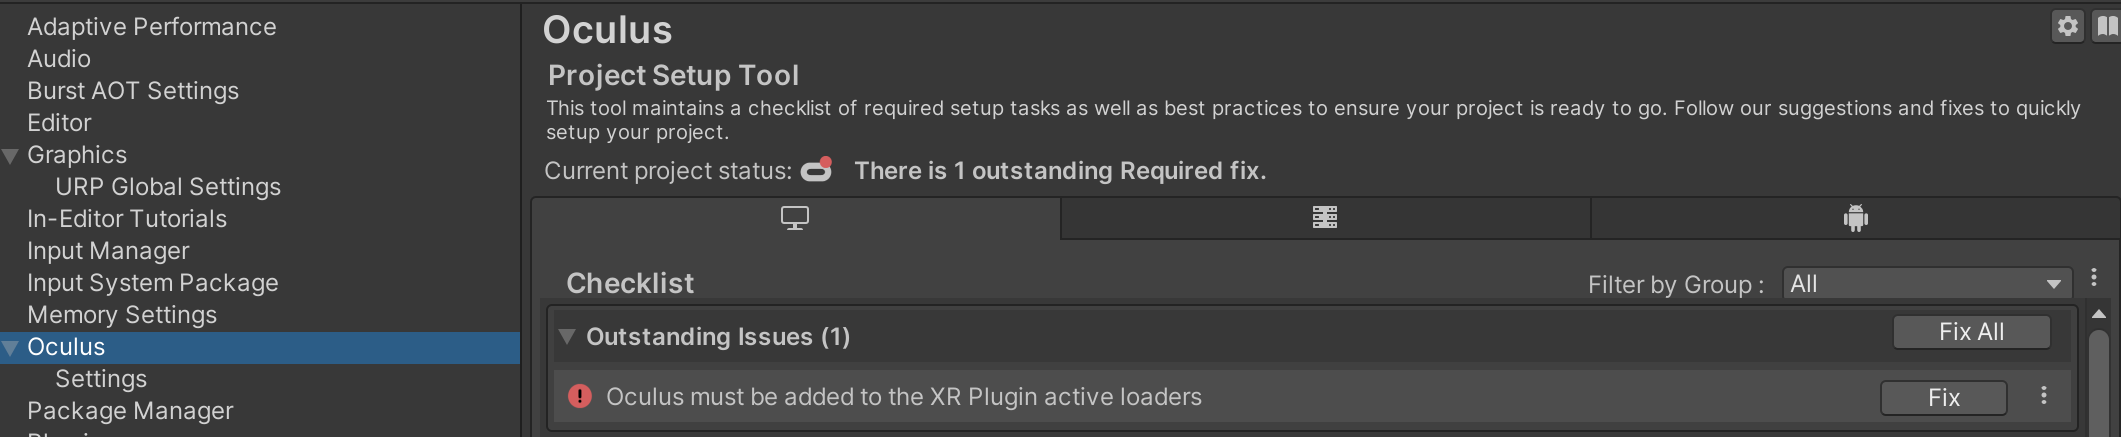 Adaptive Performance
Audio
Burst AOT Settings
Editor
Graphics
URP Global Settings
In-Editor Tutorials
Input Manager
Input System Package
Memory Settings
Oculus
Settings
Package Manager
Oculus
Project Setup Tool
This tool maintains a checklist of required setup tasks as well as best practices to ensure your project is ready to go. Follow our suggestions and fixes to quickly
setup your project.
Current project status: There is 1 outstanding Required fix.
Checklist
Filter by Group : All
Outstanding Issues (1)
Fix All
Oculus must be added to the XR Plugin active loaders
Fix